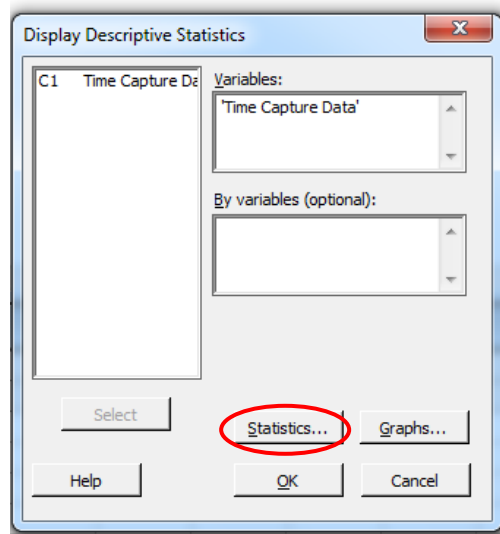 Display Descriptive Statistics
C1 Time Capture Da
Variables:
'Time Capture Data'
By variables (optional):
Select
Statistics...
Graphs...
Help
OK
Cancel